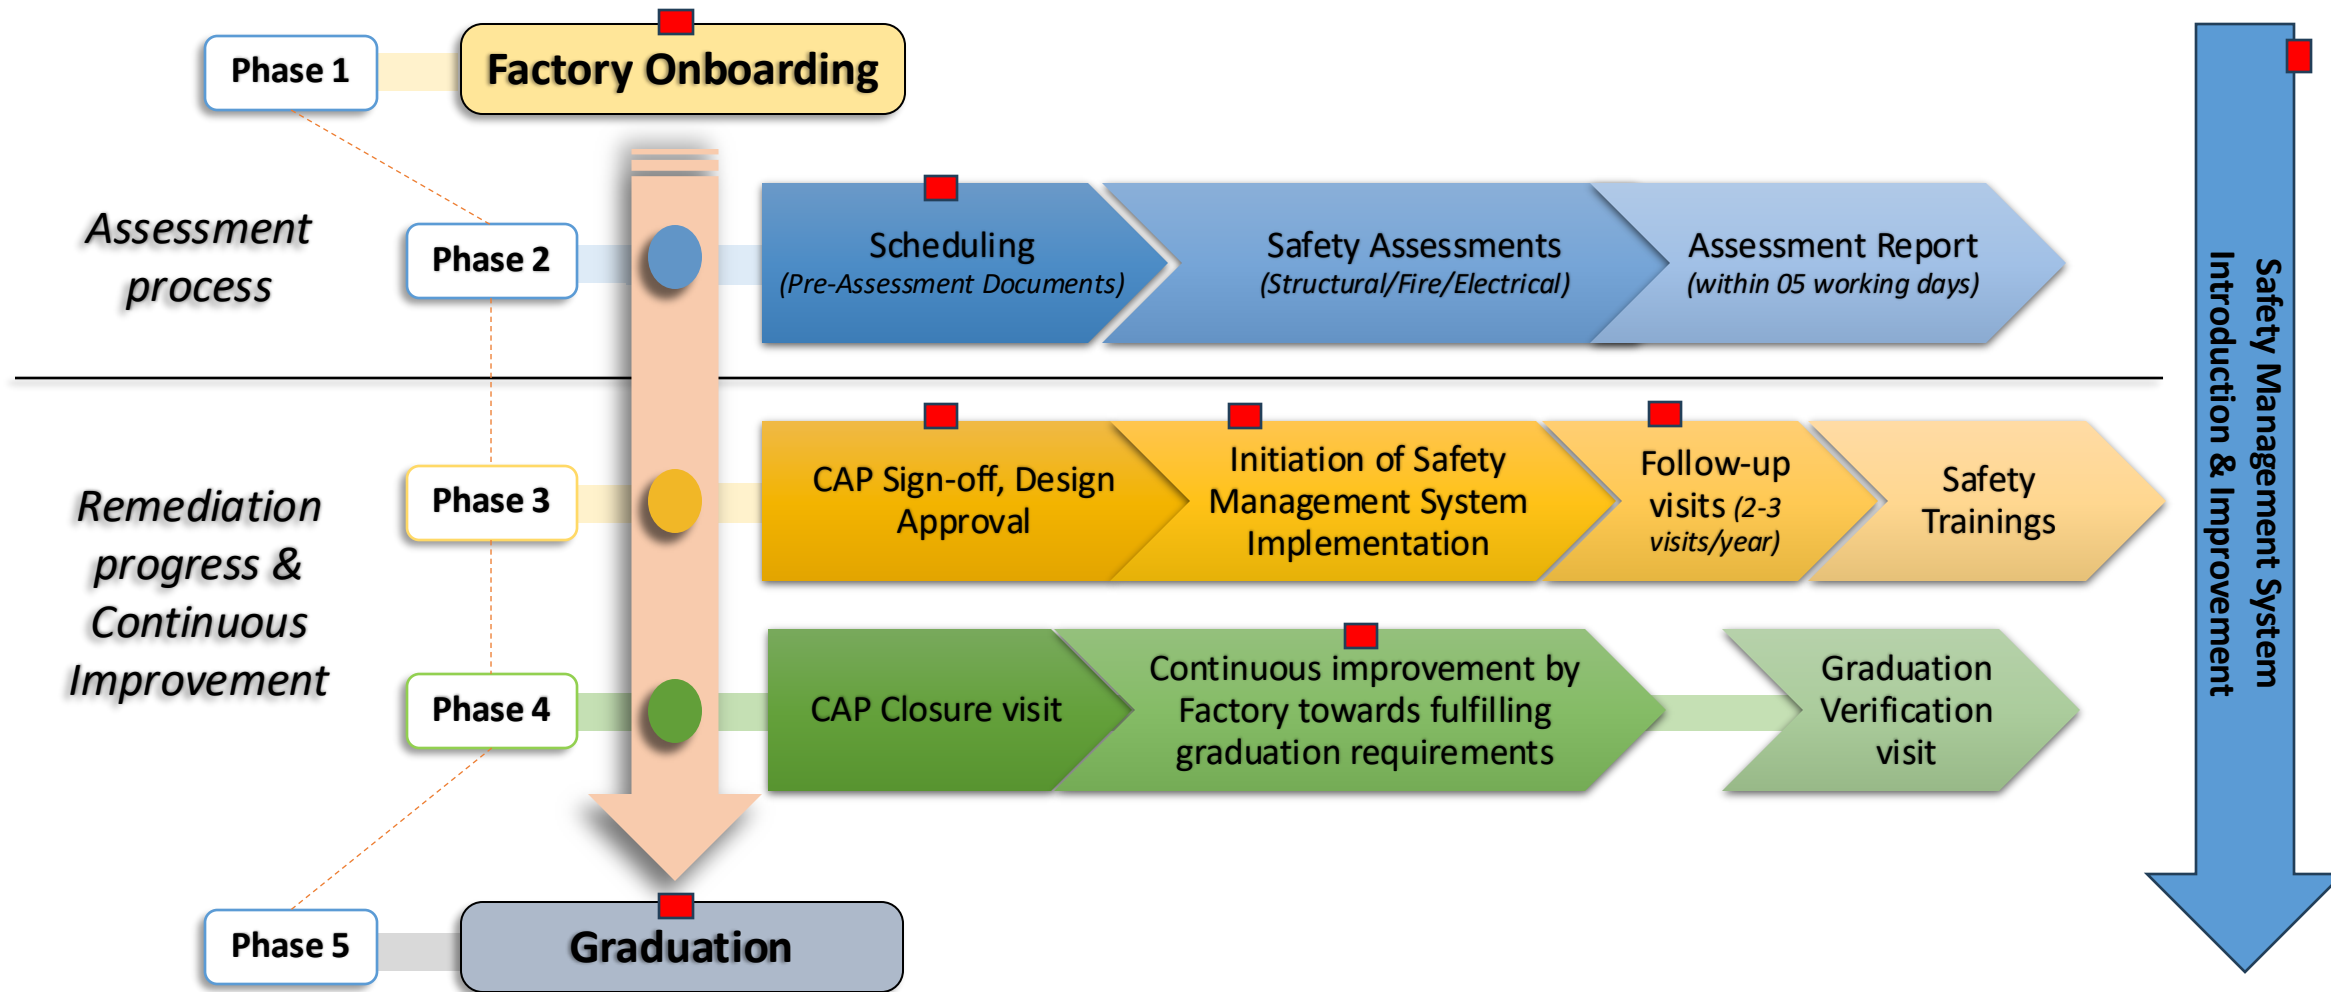 Phase 1
Factory Onboarding
Assessment
process
Phase 2
Scheduling
(Pre-Assessment Documents)
Safety Assessments
(Structural/Fire/Electrical)
Assessment Report
(within 05 working days)
Remediation
progress &
Continuous
Improvement
Phase 3
CAP Sign-off, Design
Approval
Initiation of Safety
Management System
Implementation
Follow-up
visits (2-3
visits/year)
Safety
Trainings
Phase 4
CAP Closure visit
Continuous improvement by
Factory towards fulfilling
graduation requirements
Graduation
Verification
visit
Phase 5
Graduation
Safety Management System
Introduction & Improvement